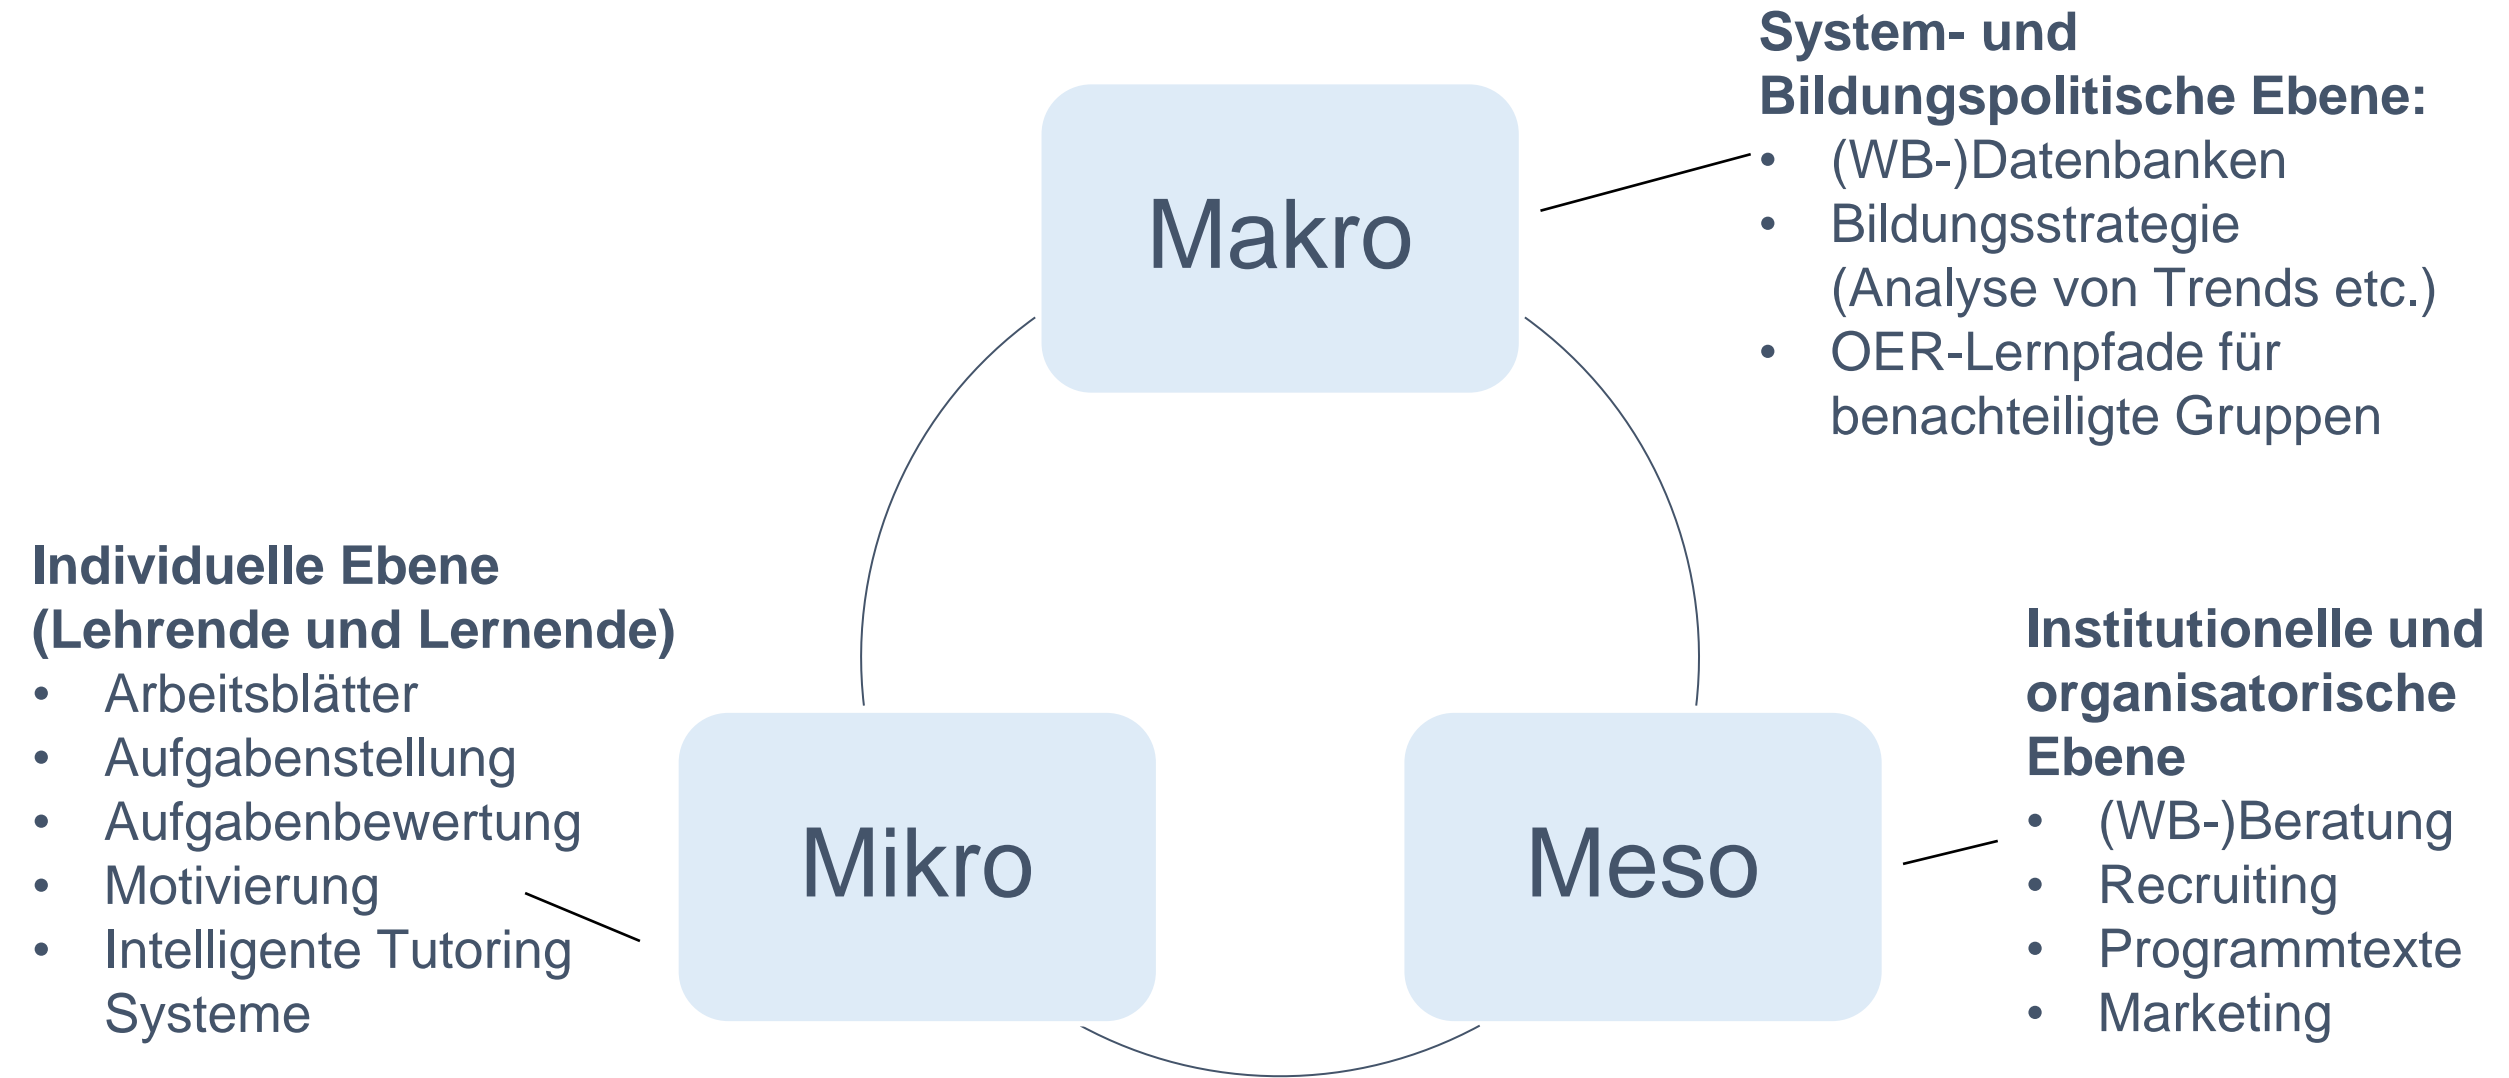 System- und
Bildungspolitische Ebene:
• (WB-)Datenbanken
• Bildungsstrategie
(Analyse von Trends etc.)
• OER-Lernpfade für
benachteiligte Gruppen
Makro
Individuelle Ebene
(Lehrende und Lernende)
• Arbeitsblätter
• Aufgabenstellung
• Aufgabenbewertung
• Motivierung
• Intelligente Tutoring
Systeme
Mikro
Meso
Institutionelle und
organisatorische
Ebene
• (WB-)Beratung
• Recruiting
• Programmtexte
• Marketing